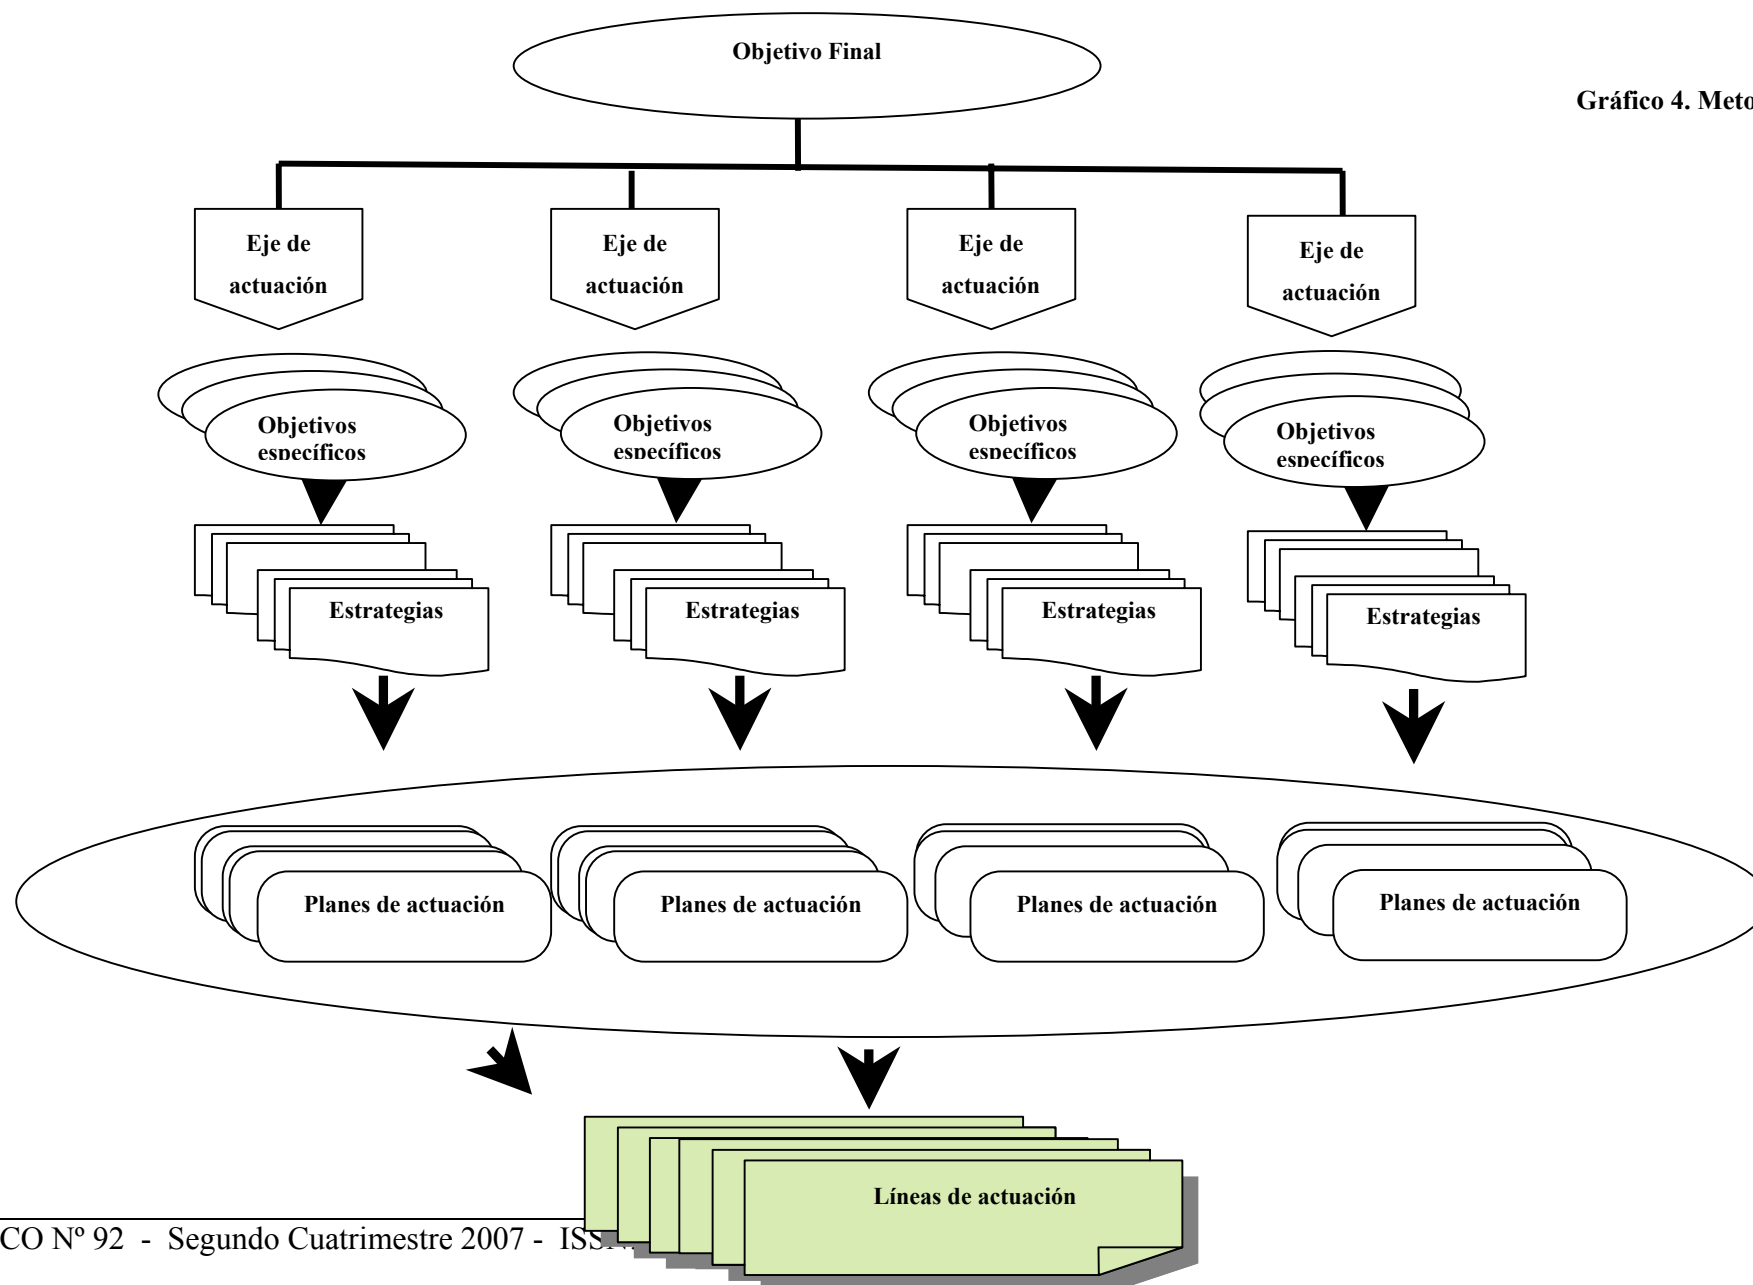 Objetivo Final
Gráfico 4. Meto
Eje de
actuación
Eje de
actuación
Eje de
actuación
Eje de
actuación
Objetivos
específicos
Objetivos
específicos
Objetivos
específicos
Objetivos
específicos
Estrategias
Estrategias
Estrategias
Estrategias
Planes de actuación
Planes de actuación
Planes de actuación
Planes de actuación
Líneas de actuación
CO Nº 92 - Segundo Cuatrimestre 2007 - ISSN